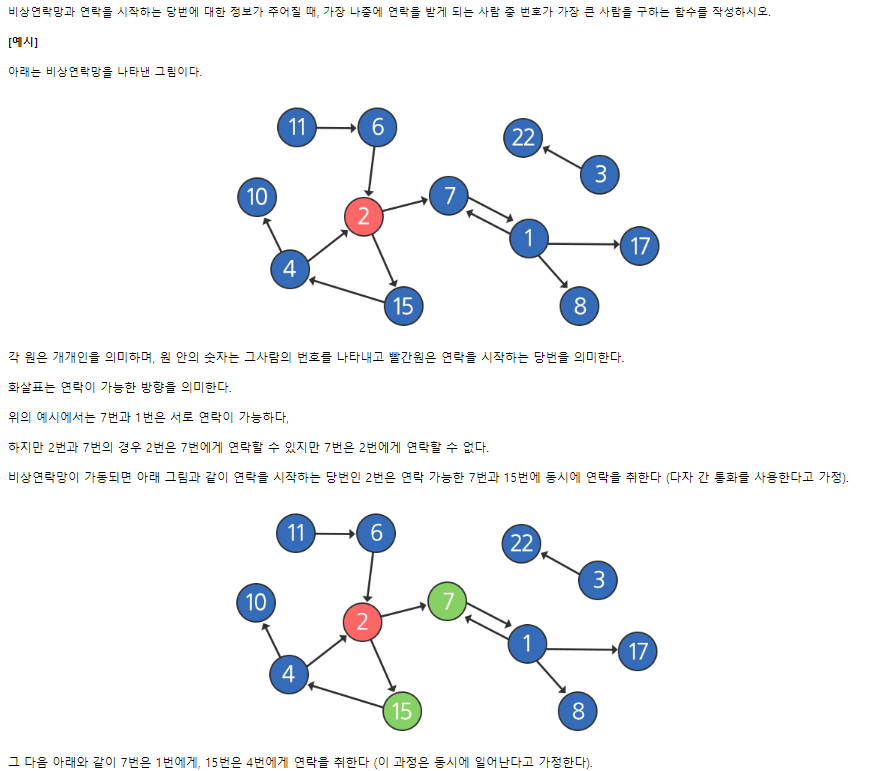 비상연락망과 연락을 시작하는 당번에 대한 정보가 주어질 때, 가장 나중에 연락을 받게 되는 사람 중 번호가 가장 큰 사람을 구하는 함수를 작성하시오.
[예시]
아래는 비상연락망을 나타낸 그림이다.
11 6 22
3
10 2 7
1 17
4 15 8
각 원은 개개인을 의미하며, 원 안의 숫자는 그사람의 번호를 나타내고 빨간원은 연락을 시작하는 당번을 의미한다.
화살표는 연락이 가능한 방향을 의미한다.
위의 예시에서는 7번과 1번은 서로 연락이 가능하다,
하지만 2번과 7번의 경우 2번은 7번에게 연락할 수 있지만 7번은 2번에게 연락할 수 없다.
비상연락망이 가동되면 아래 그림과 같이 연락을 시작하는 당번인 2번은 연락 가능한 7번과 15번에 동시에 연락을 취한다 (다자 간 통화를 사용한다고 가정).
11 6 22
3
10 2 7
1 17
4 15 8
그 다음 아래와 같이 7번은 1번에게, 15번은 4번에게 연락을 취한다 (이 과정은 동시에 일어난다고 가정한다).